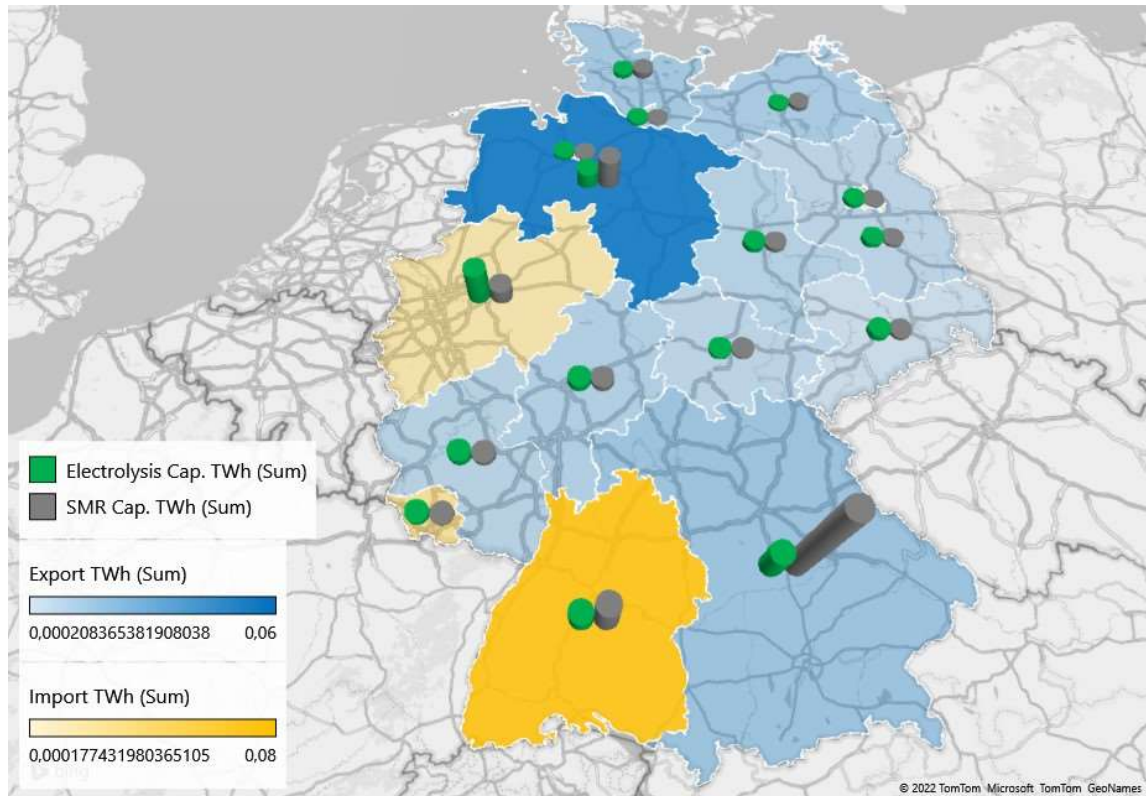 Electrolysis Cap. TWh (Sum)
SMR Cap. TWh (Sum)
Export TWh (Sum)
0,000208365381908038 0,06
Import TWh (Sum)
0,000177431980365105 0,08
bing
© 2022 TomTom Microsoft TomTom GeoNames